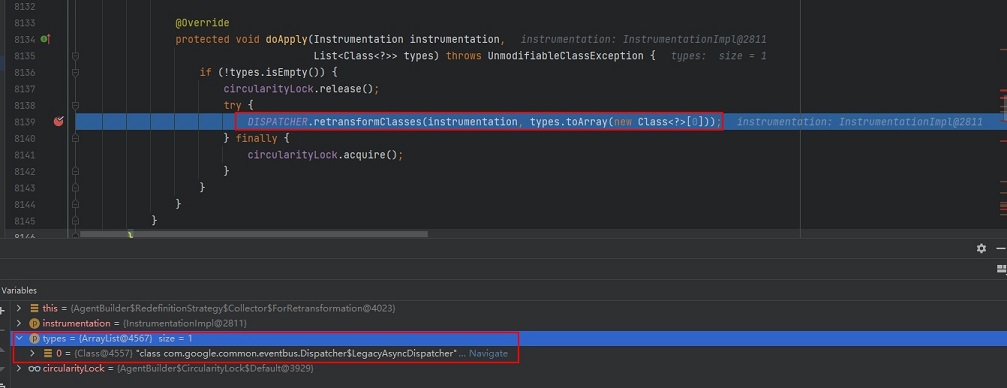 8132
8133 @Override
8134 protected void doApply(Instrumentation instrumentation, instrumentation: InstrumentationImpl@2811
8135 List<Class<?>> types) throws UnmodifiableClassException { types: size = 1
8136 if (!types.isEmpty()) {
8137 circularityLock.release();
8138 try {
8139 DISPATCHER.retransformClasses(instrumentation, types.toArray(new Class<?>[0])); instrumentation: InstrumentationImpl@2811
8140 } finally {
8141 circularityLock.acquire();
8142 }
8143 }
8144 }
8145 }
8146 }
Variables
this = {AgentBuilder$RedefinitionStrategy$Collector$ForRetransformation@4023}
instrumentation = {InstrumentationImpl@2811}
types = {ArrayList@4567} size = 1
0 = {Class@4557} "class com.google.common.eventbus.Dispatcher$LegacyAsyncDispatcher"... Navigate
circularityLock = {AgentBuilder$CircularityLock$Default@3929}